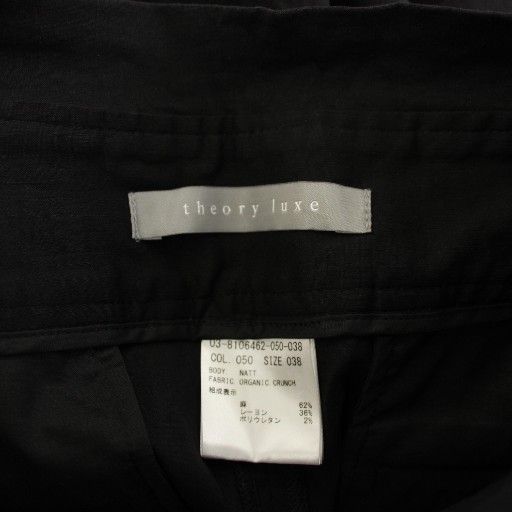 theory luxe
03-8106462-050-038
COL. 050 SIZE 038
BODY NATT
FABRIC ORGANIC CRUNCH
組成表示
麻 62%
レーヨン 36%
ポリウレタン 2%